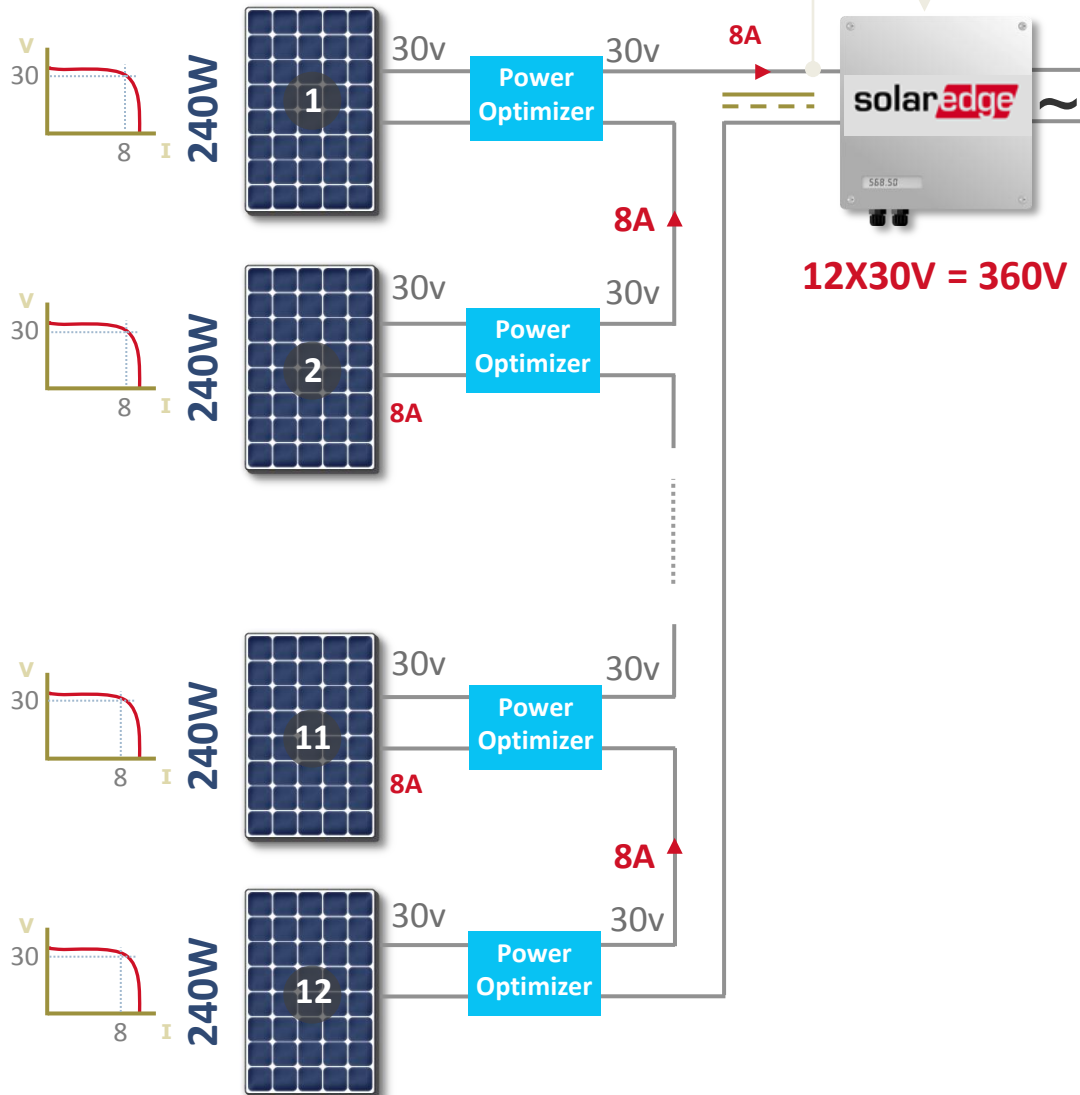 V
30
8
I
240W
1
30v
Power
Optimizer
30v
8A
solaredge
~
568.50
12X30V = 360V
8A
V
30
8
I
240W
2
30v
8A
Power
Optimizer
30v
V
30
8
I
240W
11
30v
8A
Power
Optimizer
30v
8A
V
30
8
I
240W
12
30v
Power
Optimizer
30v